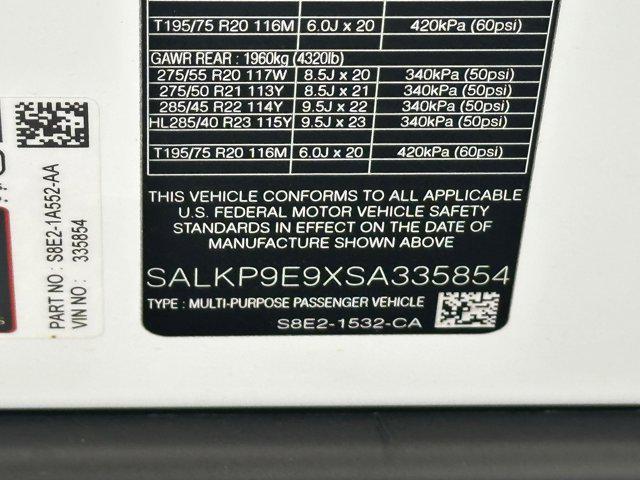 T195/75 R20 116M 6.0J x 20 420kPa (60psi)
GAWR REAR : 1960kg (4320lb)
275/55 R20 117W 8.5J x 20 340kPa (50psi)
275/50 R21 113Y 8.5J x 21 340kPa (50psi)
285/45 R22 114Y 9.5J x 22 340kPa (50psi)
HL285/40 R23 115Y 9.5J x 23 340kPa (50psi)
T195/75 R20 116M 6.0J x 20 420kPa (60psi)
THIS VEHICLE CONFORMS TO ALL APPLICABLE
U.S. FEDERAL MOTOR VEHICLE SAFETY
STANDARDS IN EFFECT ON THE DATE OF
MANUFACTURE SHOWN ABOVE
SALKP9E9XSA335854
TYPE : MULTI-PURPOSE PASSENGER VEHICLE
S8E2-1532-CA
PART NO : S8E2-1A552-AA
VIN NO : 335854